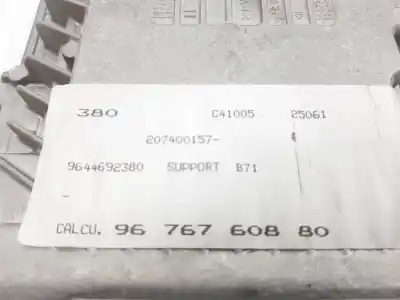 380 C41005 25061
207400157-
9644692380 SUPPORT B71
-
CALCU. 96 767 608 80